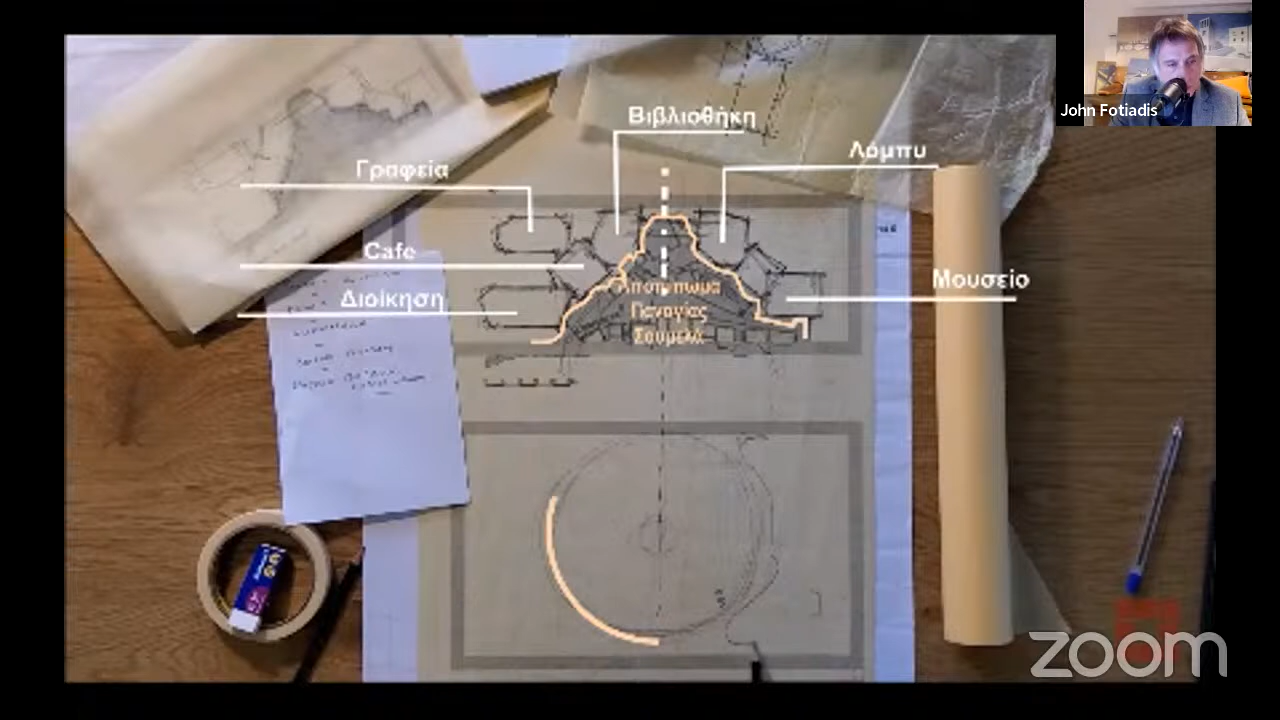 John Fotiadis
Βιβλιοθήκη
Λόμπυ
Γραφεία
Cafe
Διοίκηση
Μουσείο
Αποτύπωμα
Παναγίας
Σουμελά
zoom